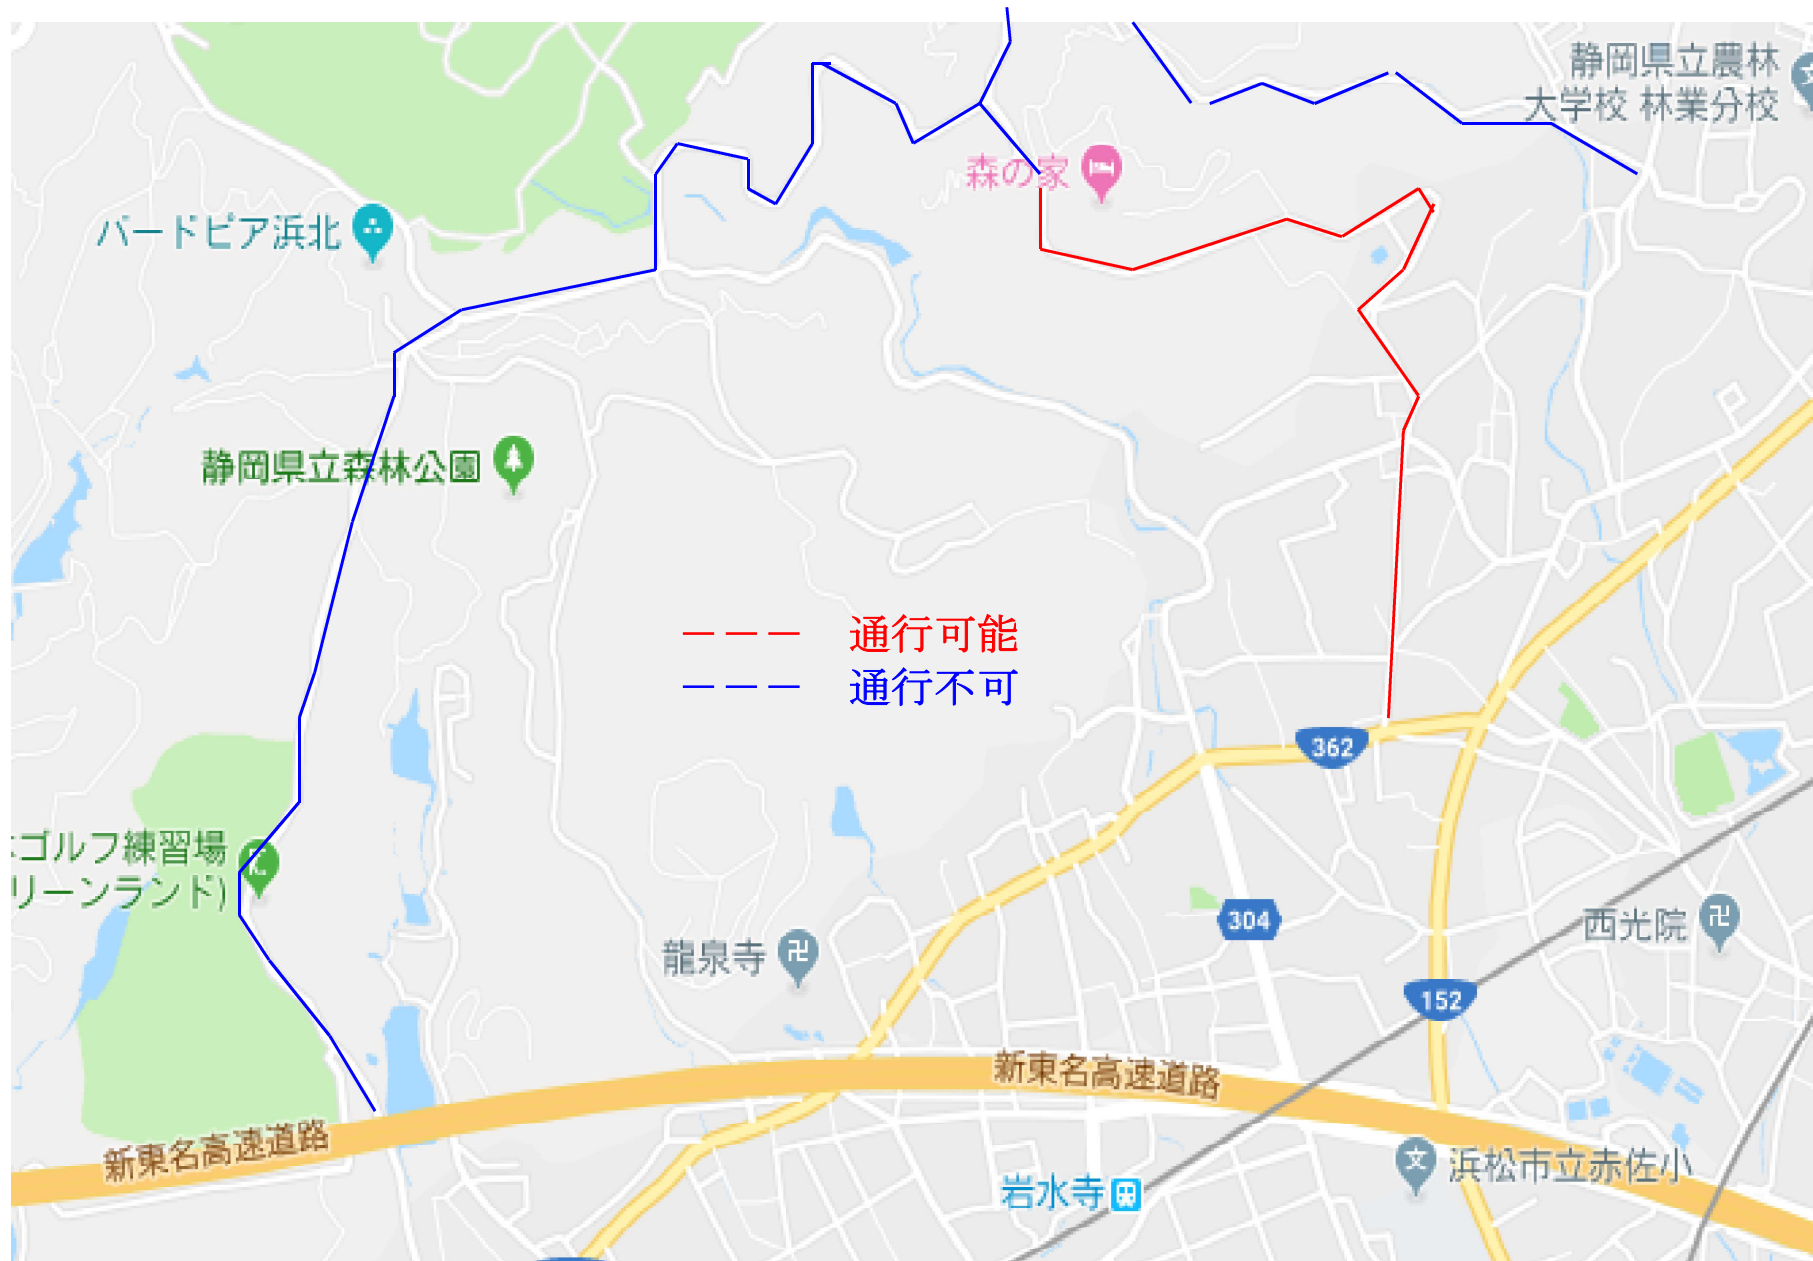 静岡県立農林
大学校 林業分校
森の家
バードピア浜北
静岡県立森林公園
通行可能
通行不可
362
ゴルフ練習場
リーンランド)
304
西光院
龍泉寺
152
新東名高速道路
新東名高速道路
浜松市立赤佐小
岩水寺